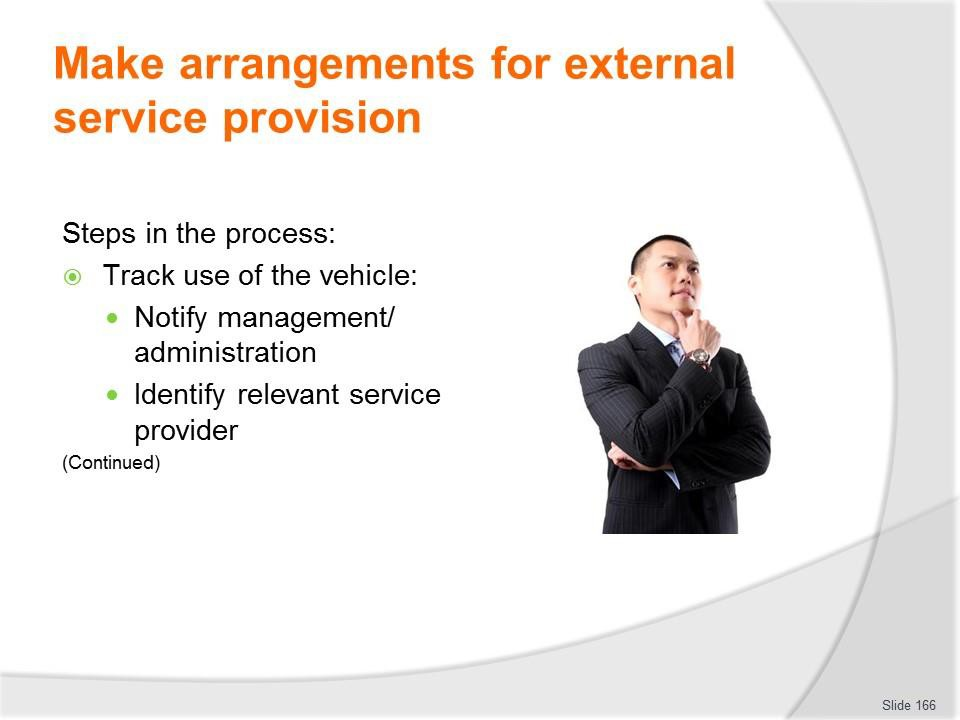 Make arrangements for external
service provision
Steps in the process:
Track use of the vehicle:
Notify management/
administration
Identify relevant service
provider
(Continued)
Slide 166